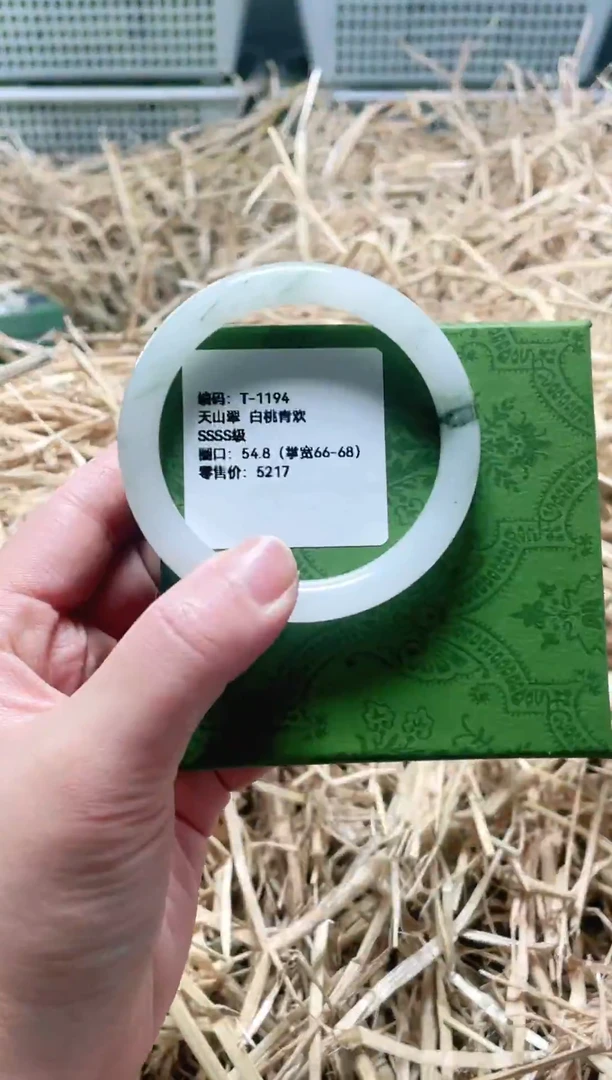 编码：T-1194
天山翠 白桃青欢
SSSS级
圈口：54.8（掌宽66-68）
零售价：5217